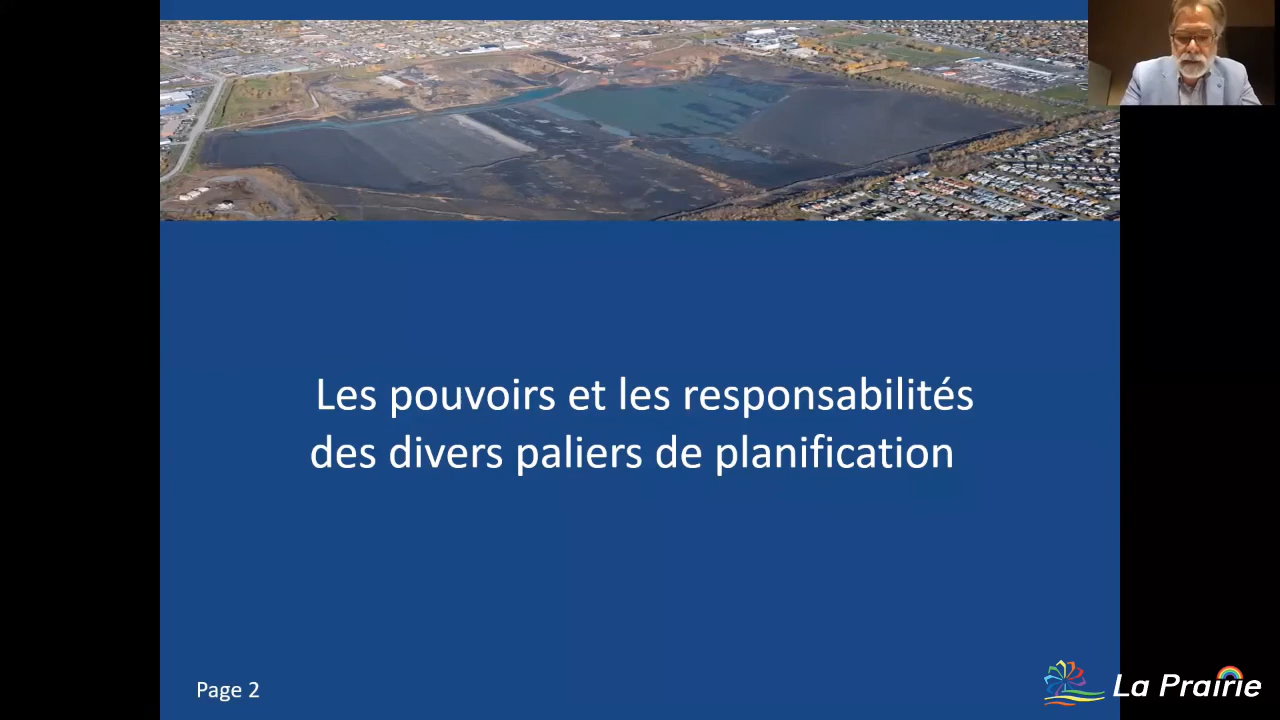 Les pouvoirs et les responsabilités
des divers paliers de planification
Page 2
La Prairie